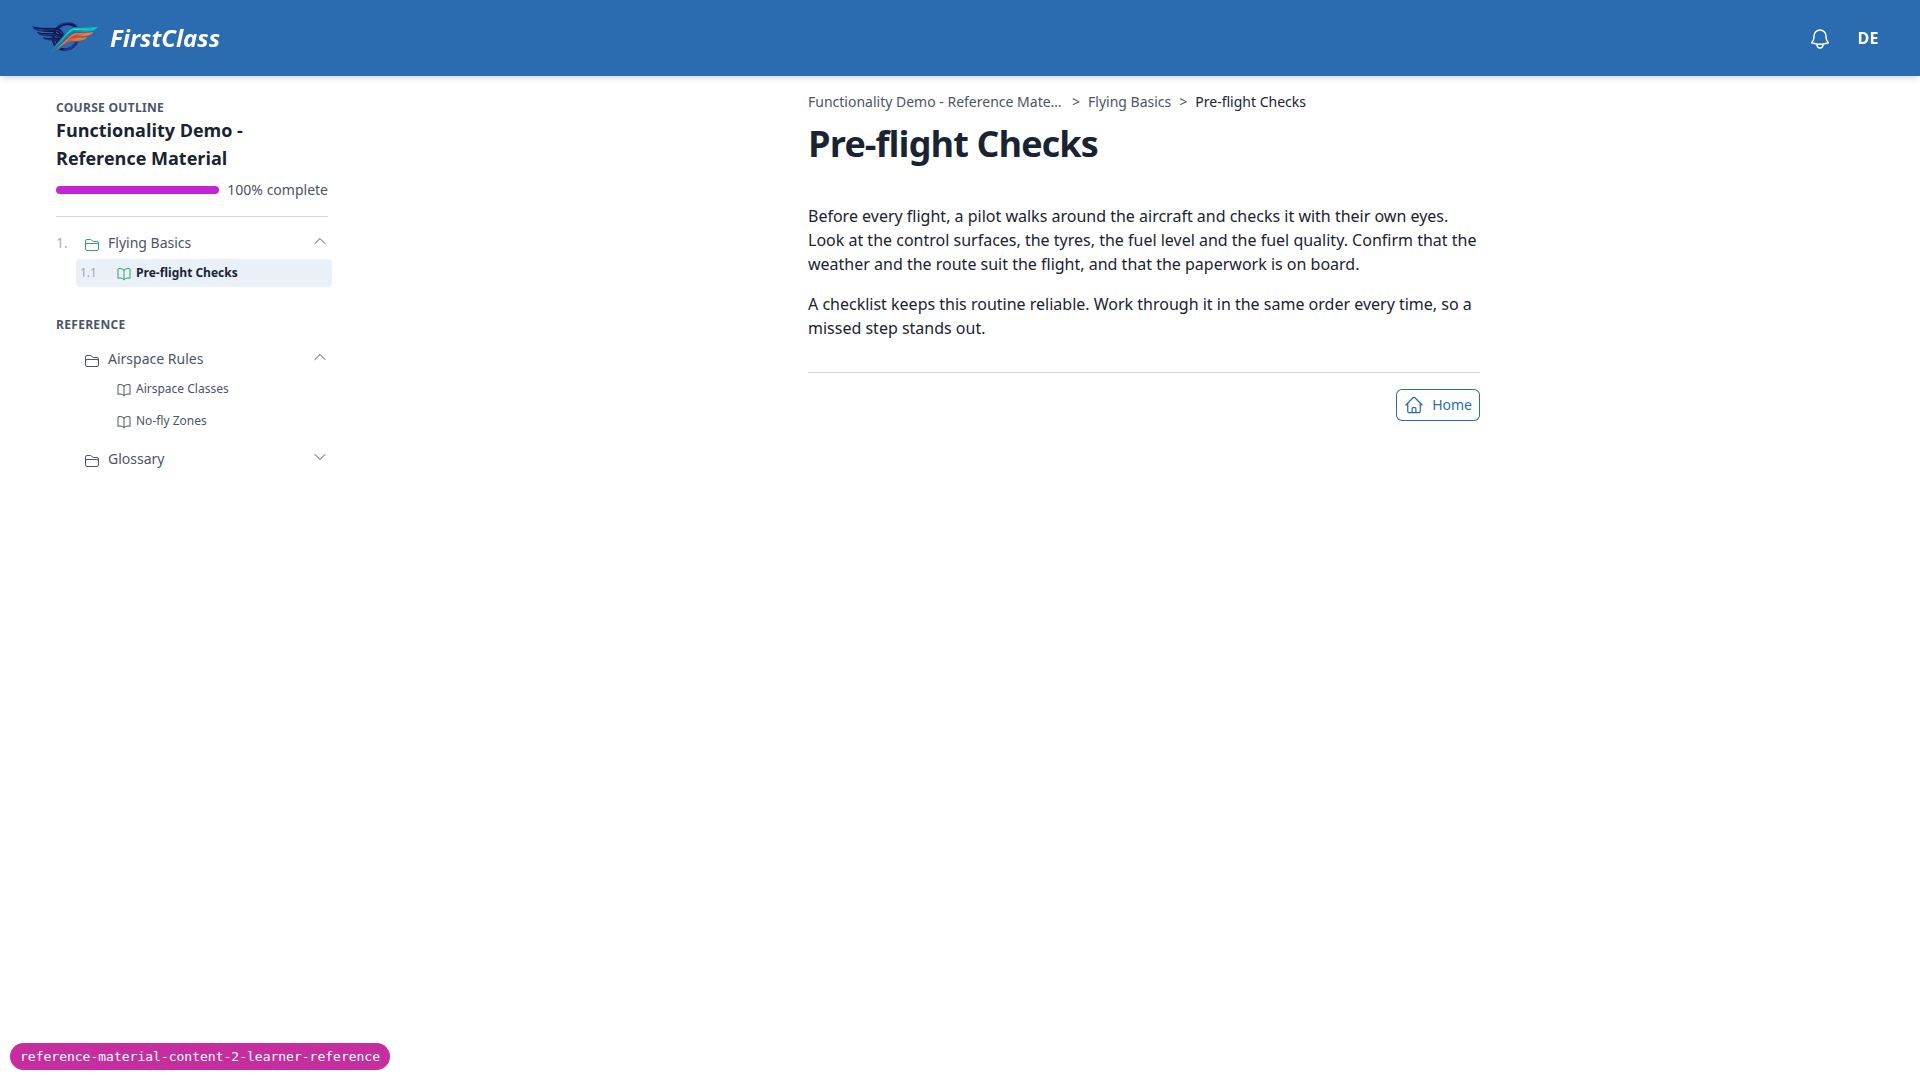 FirstClass
DE
COURSE OUTLINE
Functionality Demo -
Reference Material
100% complete
1. Flying Basics
1.1 Pre-flight Checks
REFERENCE
Airspace Rules
Airspace Classes
No-fly Zones
Glossary
Functionality Demo - Reference Mate... > Flying Basics > Pre-flight Checks
Pre-flight Checks
Before every flight, a pilot walks around the aircraft and checks it with their own eyes.
Look at the control surfaces, the tyres, the fuel level and the fuel quality. Confirm that the
weather and the route suit the flight, and that the paperwork is on board.
A checklist keeps this routine reliable. Work through it in the same order every time, so a
missed step stands out.
Home
reference-material-content-2-learner-reference